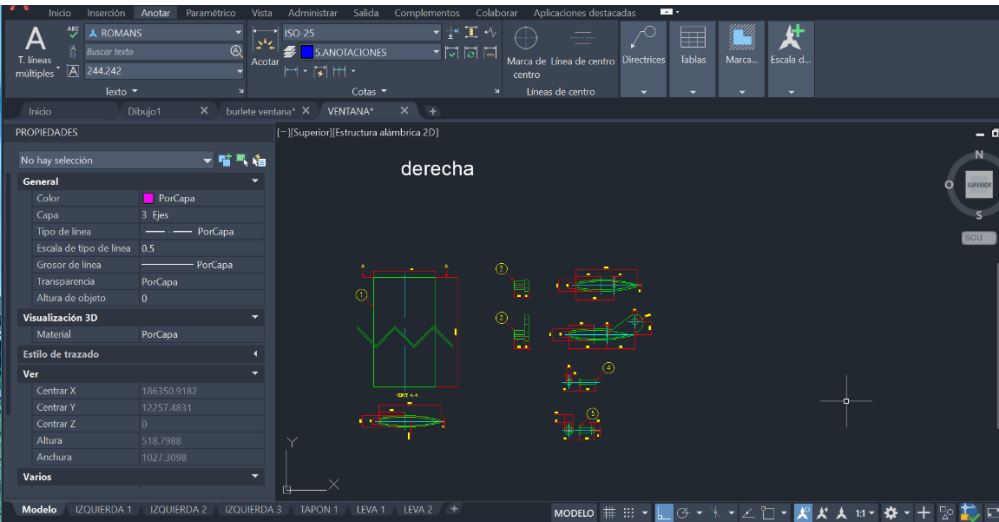 Inicio Inserción Anotar Paramétrico Vista Administrar Salida Complementos Colabora Aplicaciones destacadas
A ABC ROMANS
Buscar texto
T. líneas múltiples
A 244.242
Texto
ISO-25
5.ANOTACIONES
Acotar
Cotas
Marca de centro
Línea de centro
Líneas de centro
Directrices
Tablas
Marca...
Escala d...
Inicio Dibujo1 burlete ventana* VENTANA*
PROPIEDADES
No hay selección
General
Color PorCapa
Capa 3 Ejes
Tipo de línea PorCapa
Escala de tipo de línea 0.5
Grosor de línea PorCapa
Transparencia PorCapa
Altura de objeto 0
Visualización 3D
Material PorCapa
Estilo de trazado
Ver
Centrar X 186350.9182
Centrar Y 12257.4831
Centrar Z 0
Altura 518.7988
Anchura 1027.3098
Varios
[−][Superior][Estructura alámbrica 2D]
derecha
N
O SUPERIOR
S
SCU
A A
1
2
2
4
5
CORTE A-A
Y
X
Modelo IZQUIERDA 1 IZQUIERDA 2 IZQUIERDA 3 TAPON 1 LEVA 1 LEVA 2 +
MODELO 1:1